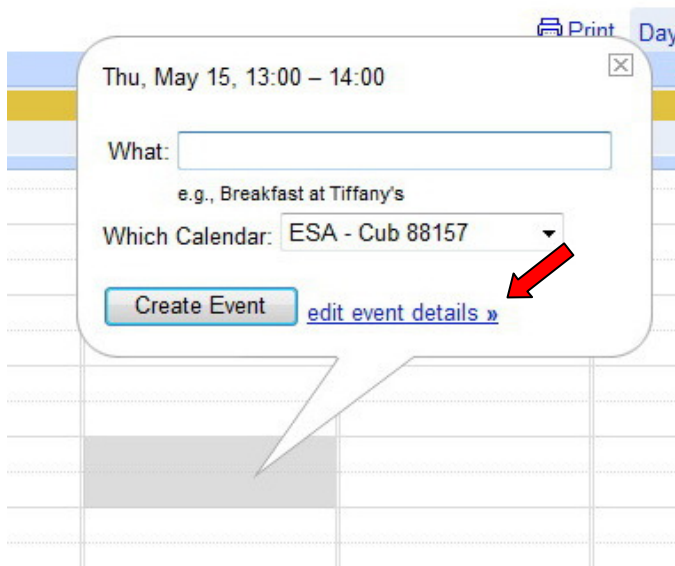 Print Day
Thu, May 15, 13:00 – 14:00
What:
e.g., Breakfast at Tiffany's
Which Calendar: ESA - Cub 88157
Create Event edit event details »